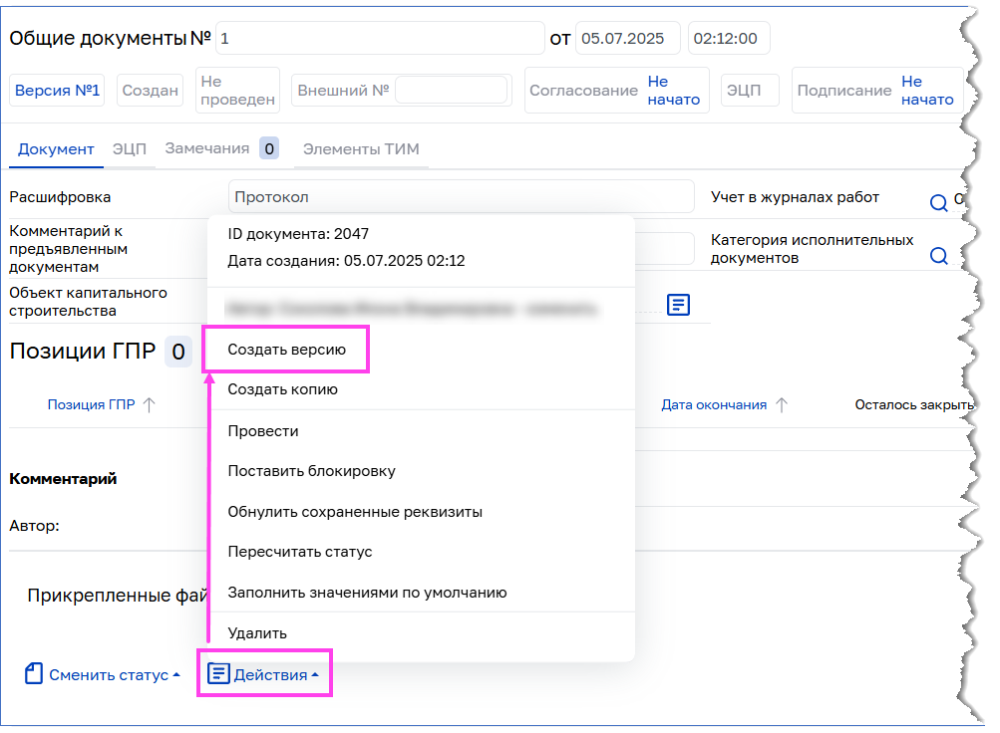 Общие документы № 1 от 05.07.2025 02:12:00
Версия №1 Создан Не проведен Внешний № Согласование Не начато ЭЦП Подписание Не начато
Документ ЭЦП Замечания 0 Элементы ТИМ
Расшифровка Протокол Учет в журналах работ
ID документа: 2047
Комментарий к
предъявленным
документам
Категория исполнительных
документов
Дата создания: 05.07.2025 02:12
Объект капитального
строительства
Позиции ГПР 0
Создать версию
Создать копию
Позиция ГПР Дата окончания Осталось закрыть
Провести
Поставить блокировку
Комментарий
Обнулить сохраненные реквизиты
Автор:
Пересчитать статус
Заполнить значениями по умолчанию
Прикрепленные фай
Удалить
Сменить статус Действия